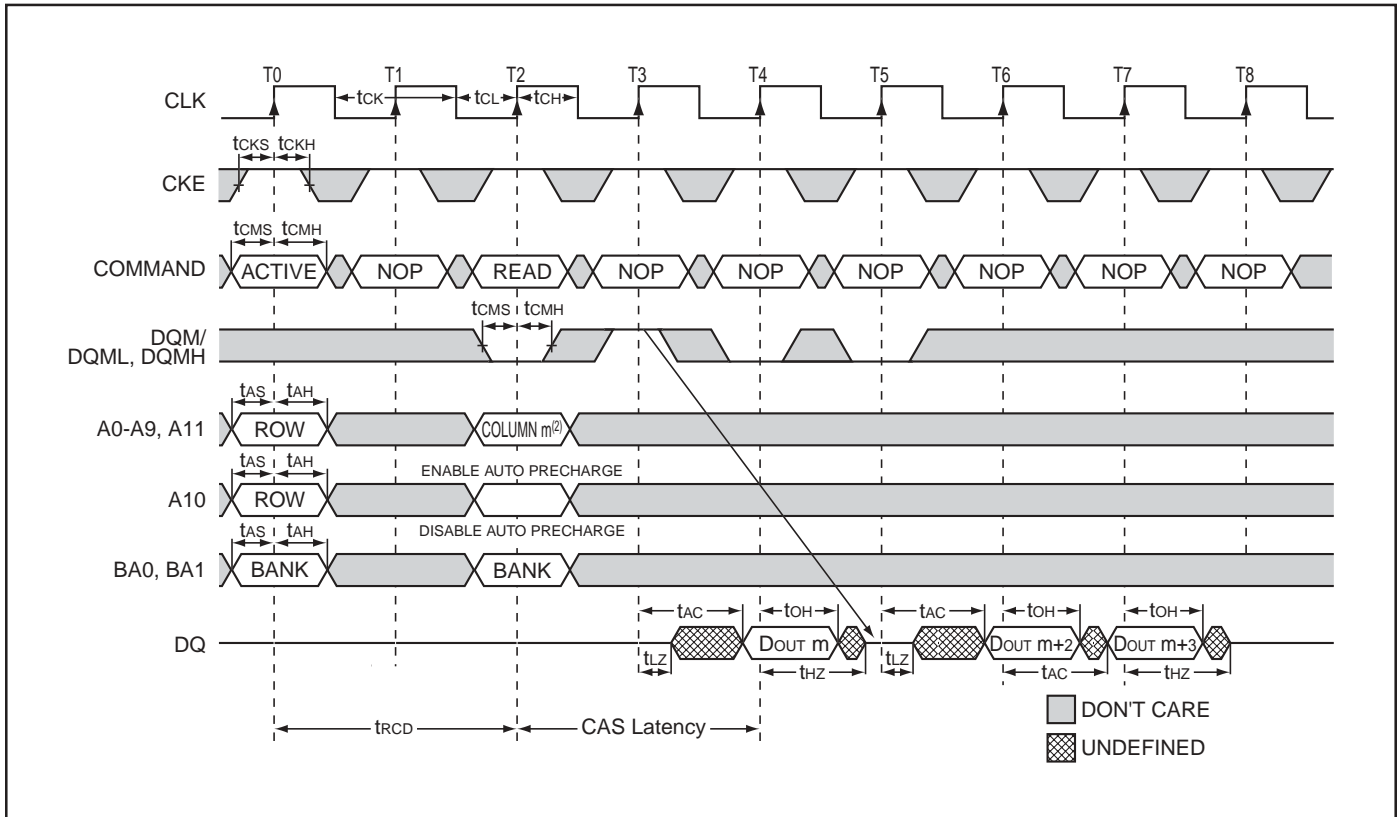 T0 T1 T2 T3 T4 T5 T6 T7 T8
CLK
tCK tCL tCH
tCKS tCKH
CKE
tCMS tCMH
COMMAND
ACTIVE NOP READ NOP NOP NOP NOP NOP NOP
tCMS tCMH
DQM/
DQML, DQMH
tAS tAH
A0-A9, A11
ROW COLUMN m(2)
tAS tAH
ENABLE AUTO PRECHARGE
A10
ROW
tAS tAH
DISABLE AUTO PRECHARGE
BA0, BA1
BANK BANK
tAC tOH tAC tOH tOH
DQ
DOUT m DOUT m+2 DOUT m+3
tLZ tHZ tLZ tAC tHZ
tRCD CAS Latency
DON'T CARE
UNDEFINED